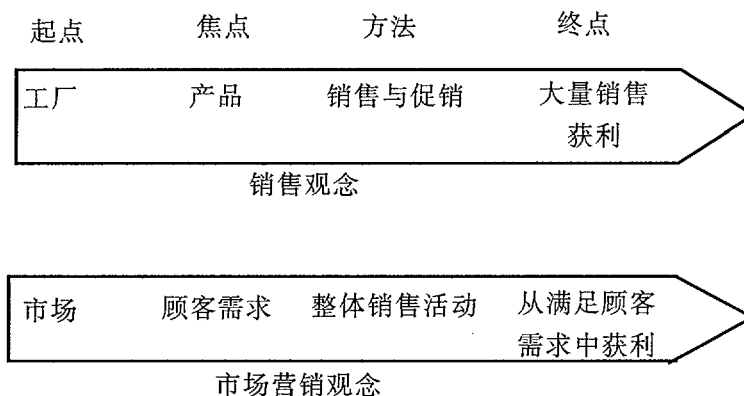 起点 焦点 方法 终点
工厂 产品 销售与促销 大量销售
获利
销售观念
市场 顾客需求 整体销售活动 从满足顾客
需求中获利
市场营销观念